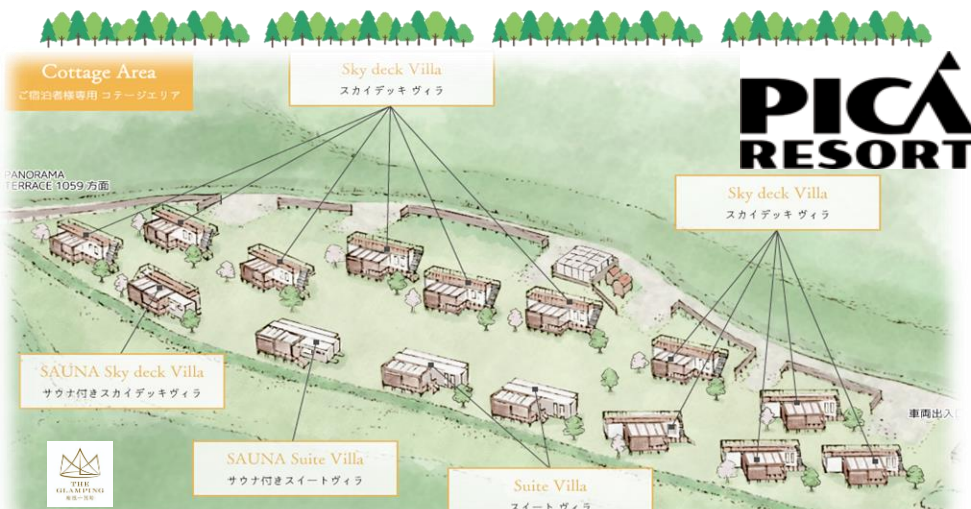 Cottage Area
ご宿泊者様専用 コテージエリア
Sky deck Villa
スカイデッキ ヴィラ
PICA
RESORT
PANORAMA
TERRACE 1059 方面
Sky deck Villa
スカイデッキ ヴィラ
SAUNA Sky deck Villa
サウナ付きスカイデッキヴィラ
車両出入
SAUNA Suite Villa
サウナ付きスイートヴィラ
THE
GLAMPING
Suite Villa
スイート ヴィラ